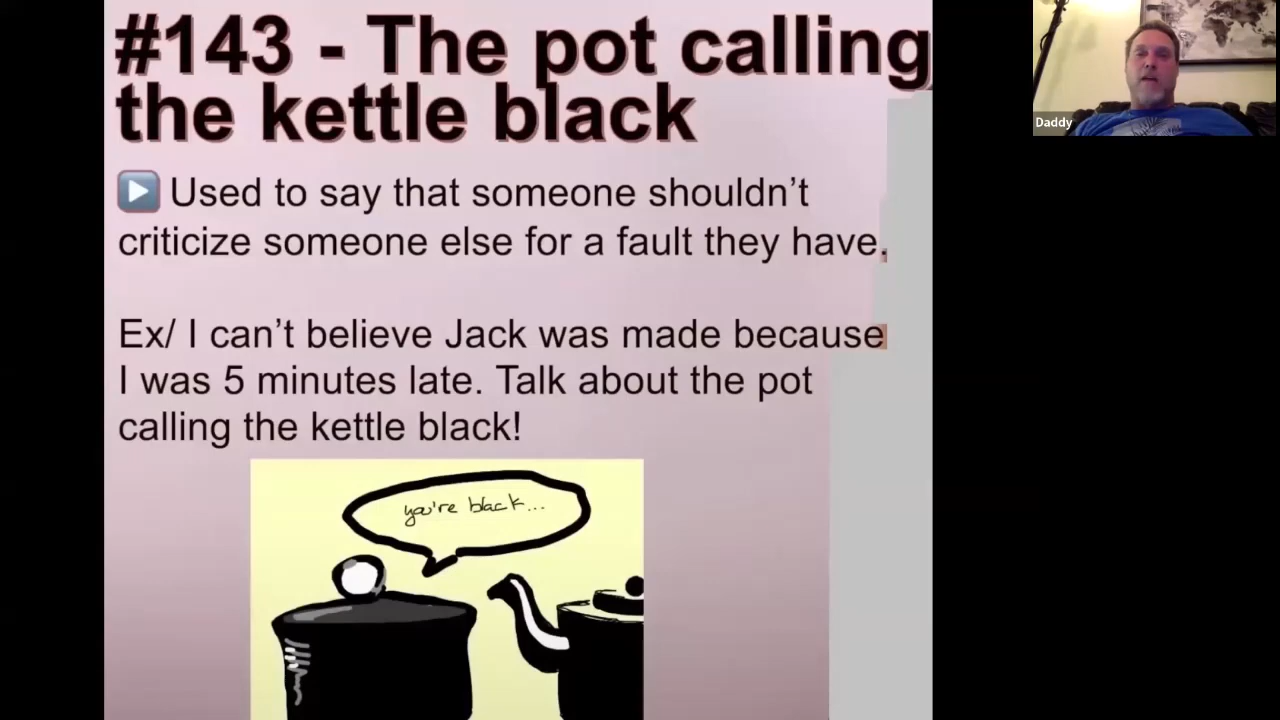 #143 - The pot calling
the kettle black
▶ Used to say that someone shouldn’t
criticize someone else for a fault they have.
Ex/ I can’t believe Jack was made because
I was 5 minutes late. Talk about the pot
calling the kettle black!
you're black...
Daddy